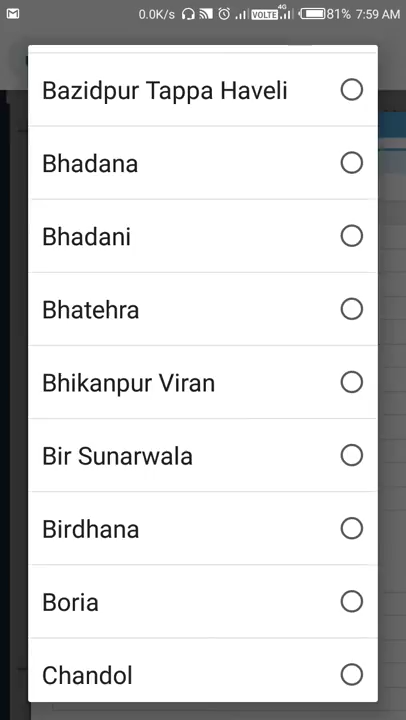 0.0K/s VOLTE 4G 81% 7:59 AM
Bazidpur Tappa Haveli
Bhadana
Bhadani
Bhatehra
Bhikanpur Viran
Bir Sunarwala
Birdhana
Boria
Chandol